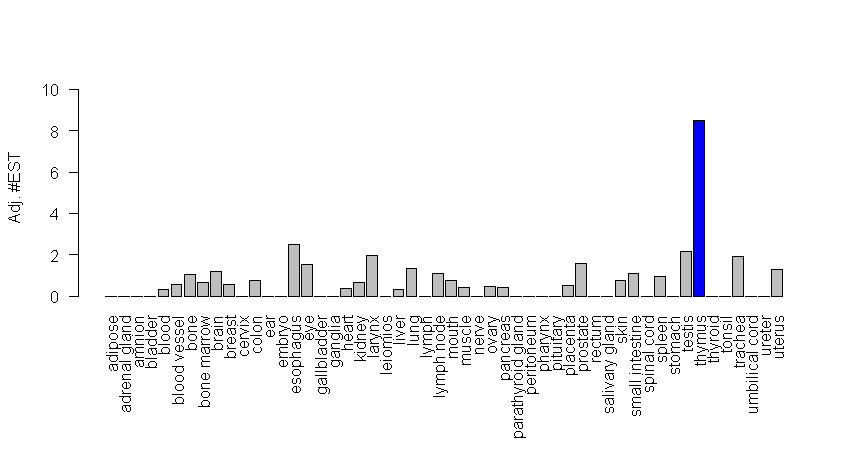 Adj. #EST
10
8
6
4
2
0
adipose
adrenal gland
amnion
bladder
blood
blood vessel
bone
bone marrow
brain
breast
cervix
colon
ear
embryo
esophagus
eye
gallbladder
ganglia
heart
kidney
larynx
leiomios
liver
lung
lymph
lymph node
mouth
muscle
nerve
ovary
pancreas
parathyroid gland
peritoneum
pharynx
pituitary
placenta
prostate
rectum
salivary gland
skin
small intestine
spinal cord
spleen
stomach
testis
thymus
thyroid
tonsil
trachea
umbilical cord
ureter
uterus